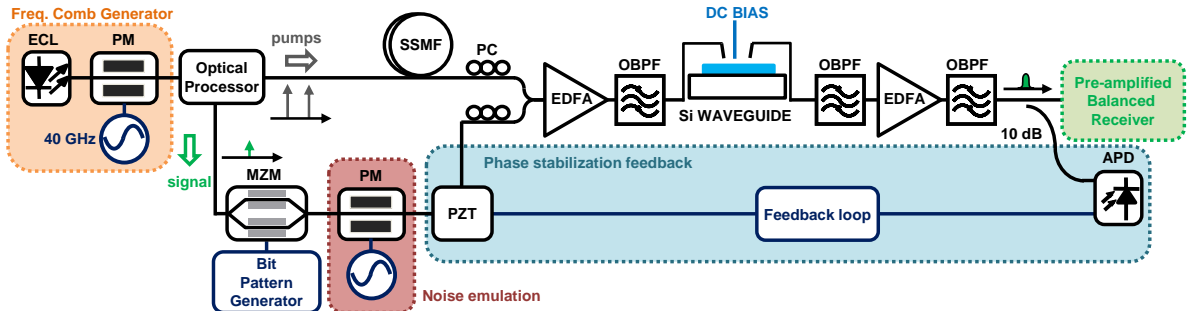 Freq. Comb Generator
ECL
PM
40 GHz
Optical
Processor
pumps
signal
SSMF
PC
EDFA
OBPF
DC BIAS
Si WAVEGUIDE
OBPF
EDFA
OBPF
10 dB
Pre-amplified
Balanced
Receiver
MZM
Bit
Pattern
Generator
PM
Noise emulation
Phase stabilization feedback
PZT
Feedback loop
APD